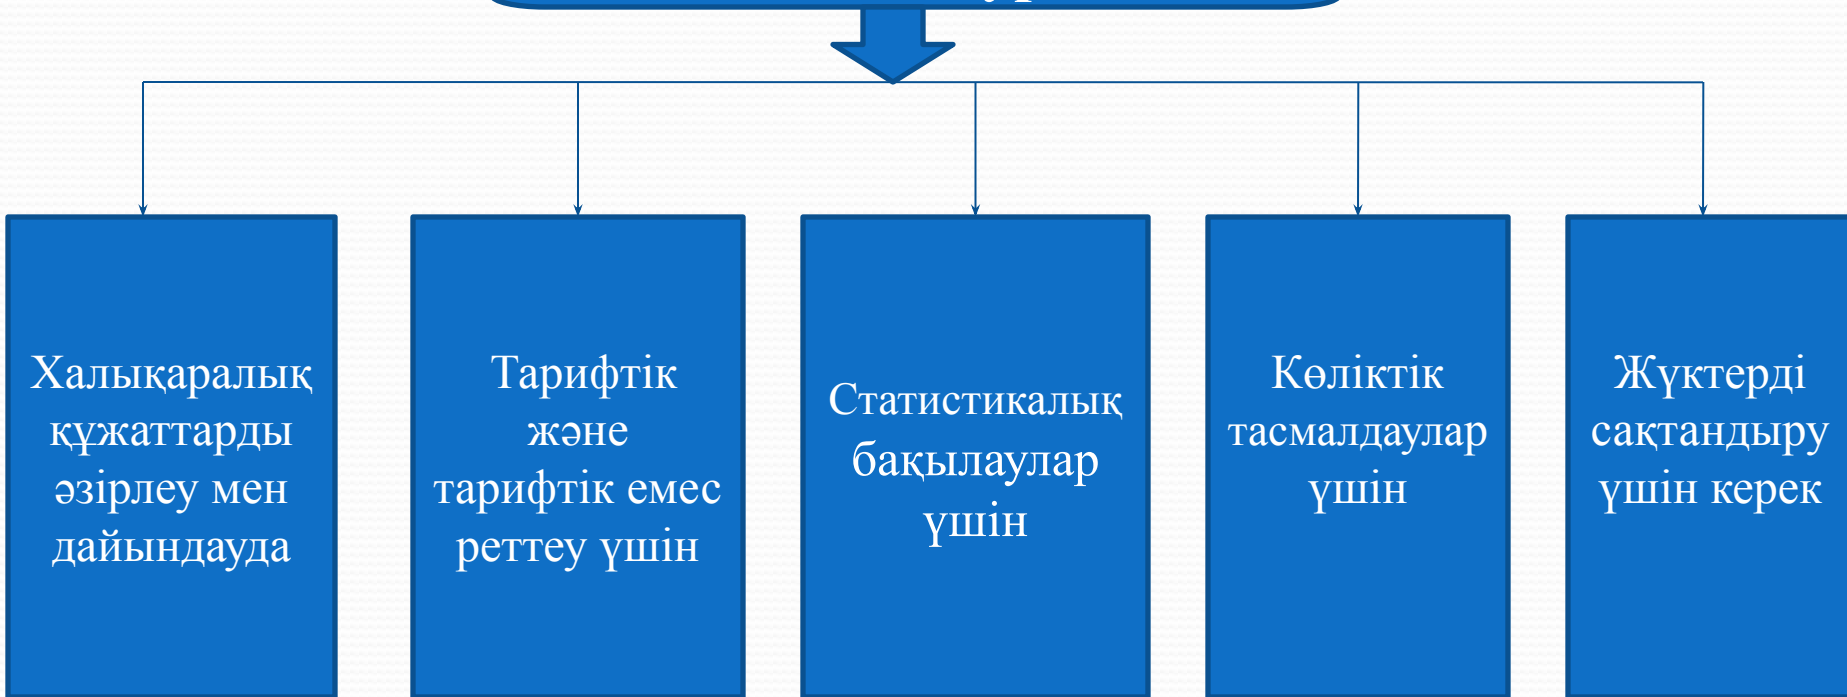 Халықаралық
құжаттарды
әзірлеу мен
дайындауда
Тарифтік
және
тарифтік емес
реттеу үшін
Статистикалық
бақылаулар
үшін
Көліктік
тасмалдаулар
үшін
Жүктерді
сақтандыру
үшін керек